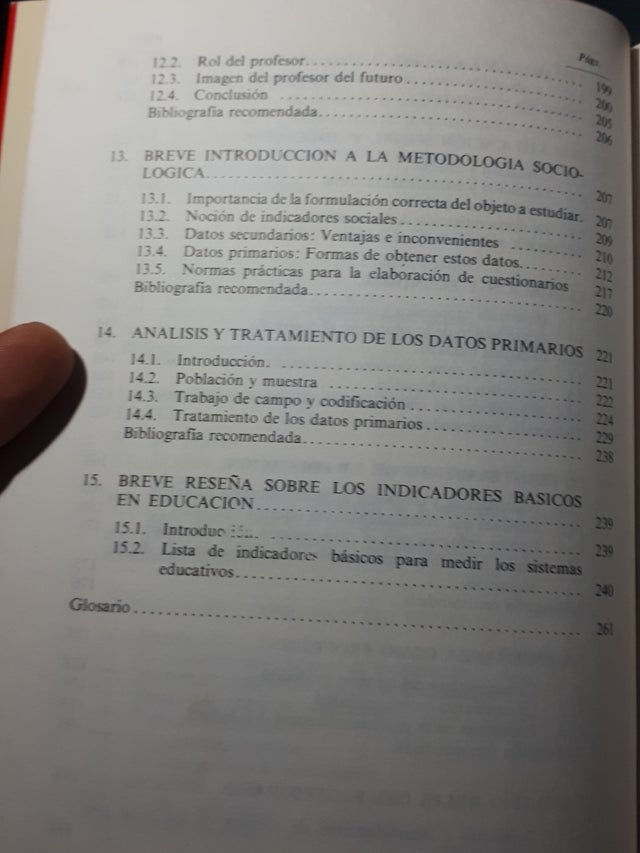 Págs.
12.2. Rol del profesor 199
12.3. Imagen del profesor del futuro 200
12.4. Conclusión 205
Bibliografía recomendada 206
13. BREVE INTRODUCCION A LA METODOLOGIA SOCIO-
LOGICA 207
13.1. Importancia de la formulación correcta del objeto a estudiar. 207
13.2. Noción de indicadores sociales 209
13.3. Datos secundarios: Ventajas e inconvenientes 210
13.4. Datos primarios: Formas de obtener estos datos 212
13.5. Normas prácticas para la elaboración de cuestionarios 217
Bibliografía recomendada 220
14. ANALISIS Y TRATAMIENTO DE LOS DATOS PRIMARIOS 221
14.1. Introducción. 221
14.2. Población y muestra 222
14.3. Trabajo de campo y codificación 224
14.4. Tratamiento de los datos primarios 229
Bibliografía recomendada 238
15. BREVE RESEÑA SOBRE LOS INDICADORES BASICOS
EN EDUCACION 239
15.1. Introducción 239
15.2. Lista de indicadores básicos para medir los sistemas
educativos 240
Glosario 261